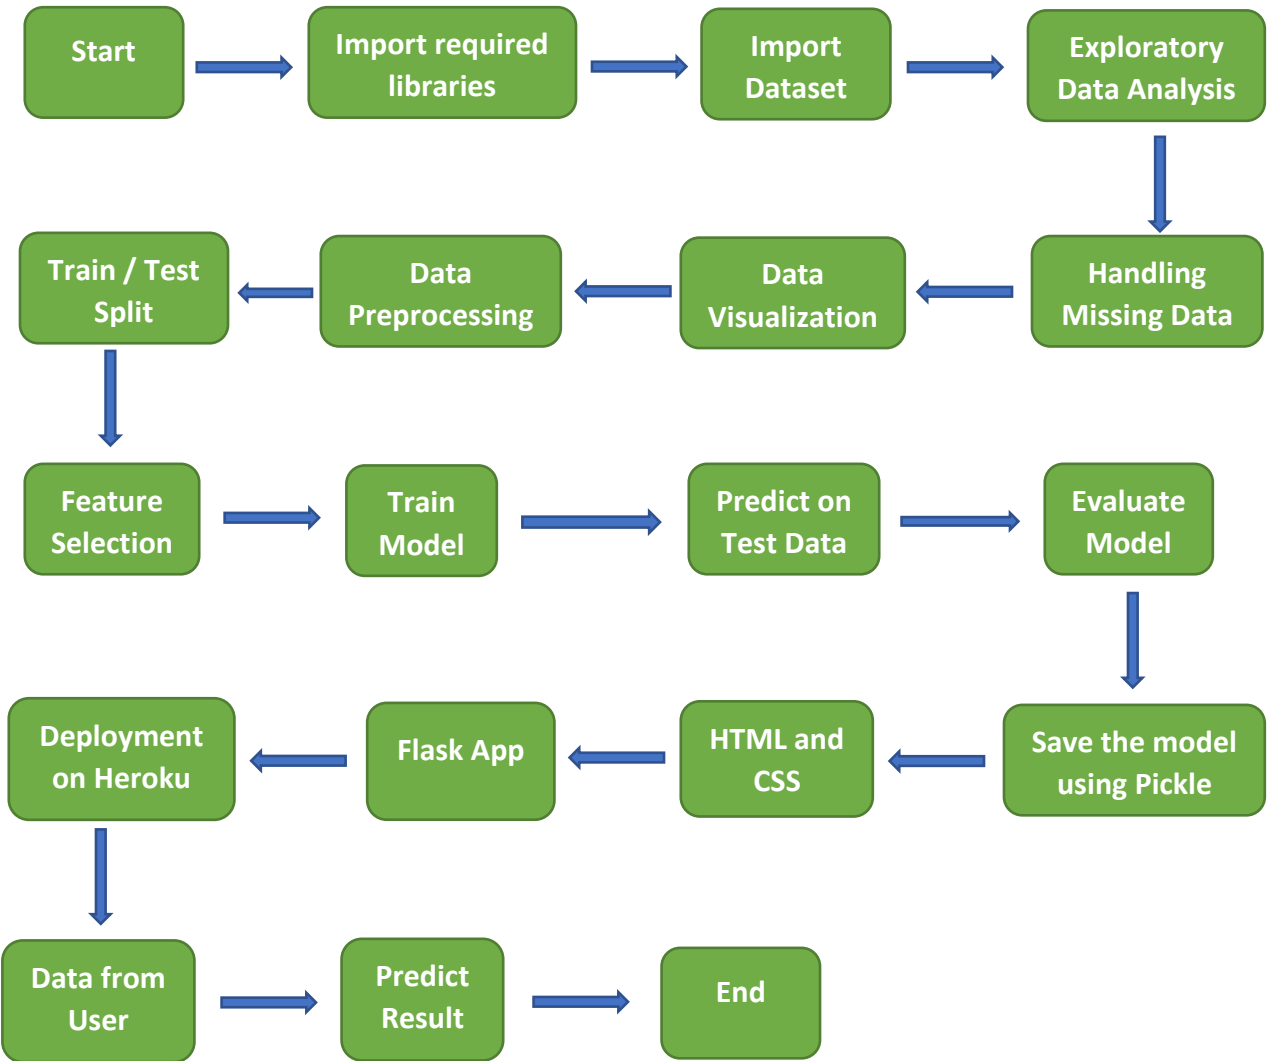 Start
Import required
libraries
Import
Dataset
Exploratory
Data Analysis
Handling
Missing Data
Data
Visualization
Data
Preprocessing
Train / Test
Split
Feature
Selection
Train
Model
Predict on
Test Data
Evaluate
Model
Save the model
using Pickle
HTML and
CSS
Flask App
Deployment
on Heroku
Data from
User
Predict
Result
End